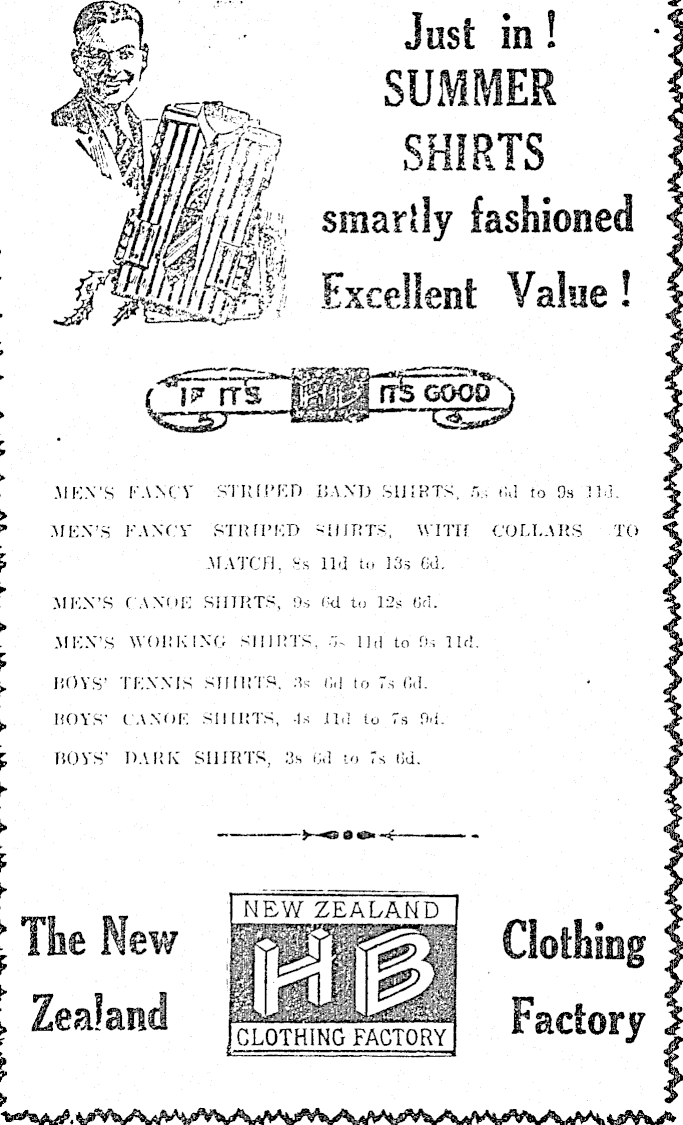 Just in !
SUMMER
SHIRTS
smartly fashioned
Excellent Value !
IF IT'S HB IT'S GOOD
MEN'S FANCY STRIPED BAND SHIRTS, 5s 6d to 9s 11d.
MEN'S FANCY STRIPED SHIRTS, WITH COLLARS TO
MATCH, 8s 11d to 13s 6d.
MEN'S CANOE SHIRTS, 9s 6d to 12s 6d.
MEN'S WORKING SHIRTS, 5s 11d to 9s 11d.
BOYS' TENNIS SHIRTS, 3s 6d to 7s 6d.
BOYS' CANOE SHIRTS, 4s 11d to 7s 9d.
BOYS' DARK SHIRTS, 3s 6d to 7s 6d.
The New
Zealand
NEW ZEALAND
HB
CLOTHING FACTORY
Clothing
Factory